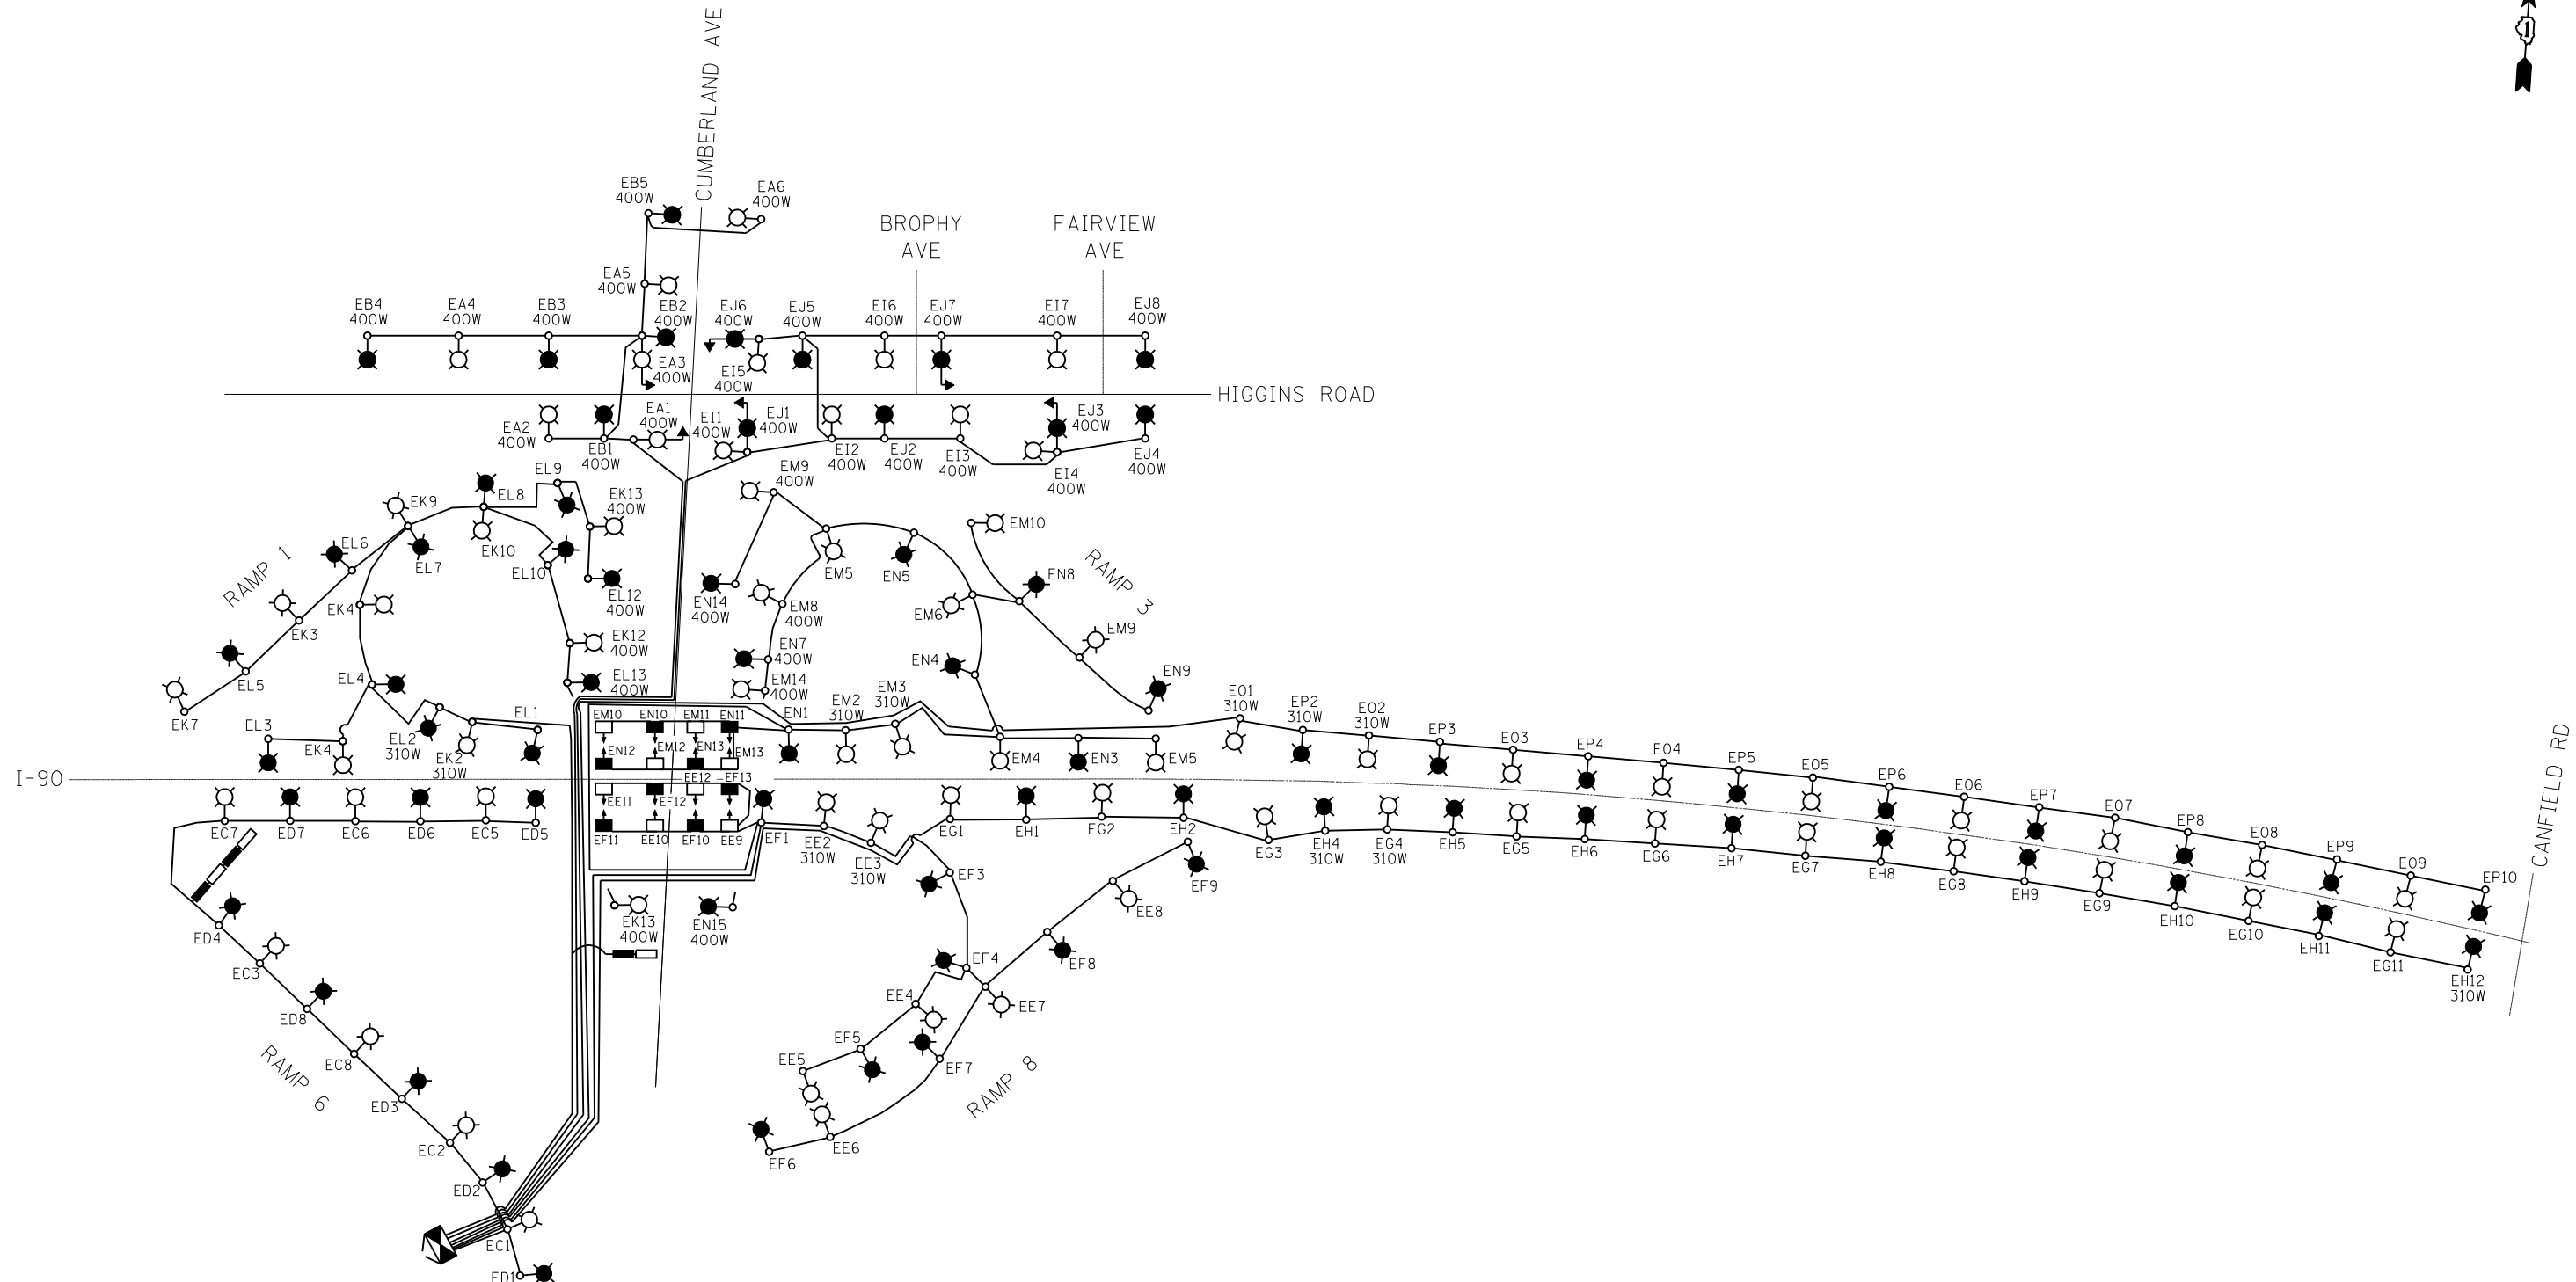 1
CUMBERLAND AVE
EB5
400W
EA6
400W
BROPHY
AVE
FAIRVIEW
AVE
EA5
400W
EB4
400W
EA4
400W
EB3
400W
EB2
400W
EJ6
400W
EJ5
400W
EI6
400W
EJ7
400W
EI7
400W
EJ8
400W
EA3
400W
EI5
400W
HIGGINS ROAD
EA2
400W
EB1
400W
EA1
400W
EI1
400W
EJ1
400W
EI2
400W
EJ2
400W
EI3
400W
EJ3
400W
EI4
400W
EJ4
400W
EM9
400W
EL9
EL8
EK9
EK13
400W
EM10
RAMP 1
EL6
EL7
EK10
EL10
EM5
EN5
EN8
RAMP 3
EK4
EL12
400W
EN14
400W
EM8
400W
EM6
EK3
EK12
400W
EN7
400W
EM9
EL5
EL4
EL13
400W
EM14
400W
EN4
EN9
EK7
EL3
EK4
EL2
310W
EK2
310W
EL1
EM10
EN10
EM11
EN11
EN1
EM2
310W
EM3
310W
EO1
310W
EP2
310W
EO2
310W
EP3
EO3
EP4
EO4
EP5
EO5
EP6
EO6
EP7
EO7
EP8
EO8
EP9
EO9
EP10
CANFIELD RD
EN12
EM12
EN13
EM13
EM4
EN3
EM5
I-90
EE12
EF13
EE11
EF12
EF11
EE10
EF10
EE9
EC7
ED7
EC6
ED6
EC5
ED5
EF1
EE2
310W
EE3
310W
EG1
EH1
EG2
EH2
EG3
EH4
310W
EG4
310W
EH5
EG5
EH6
EG6
EH7
EG7
EH8
EG8
EH9
EG9
EH10
EG10
EH11
EG11
EH12
310W
EF3
EF9
EE8
EK13
400W
EN15
400W
ED4
EC3
EF4
EF8
ED8
EE4
EE7
EC8
EF5
EE5
EF7
RAMP 6
ED3
RAMP 8
EC2
EE6
EF6
ED2
EC1
ED1